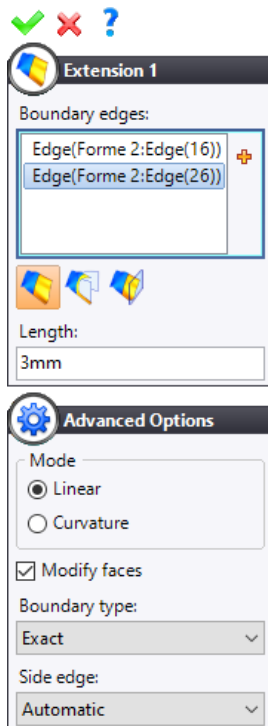 ?
Extension 1
Boundary edges:
Edge(Forme 2:Edge(16))
Edge(Forme 2:Edge(26))
Length:
3mm
Advanced Options
Mode
Linear
Curvature
Modify faces
Boundary type:
Exact
Side edge:
Automatic